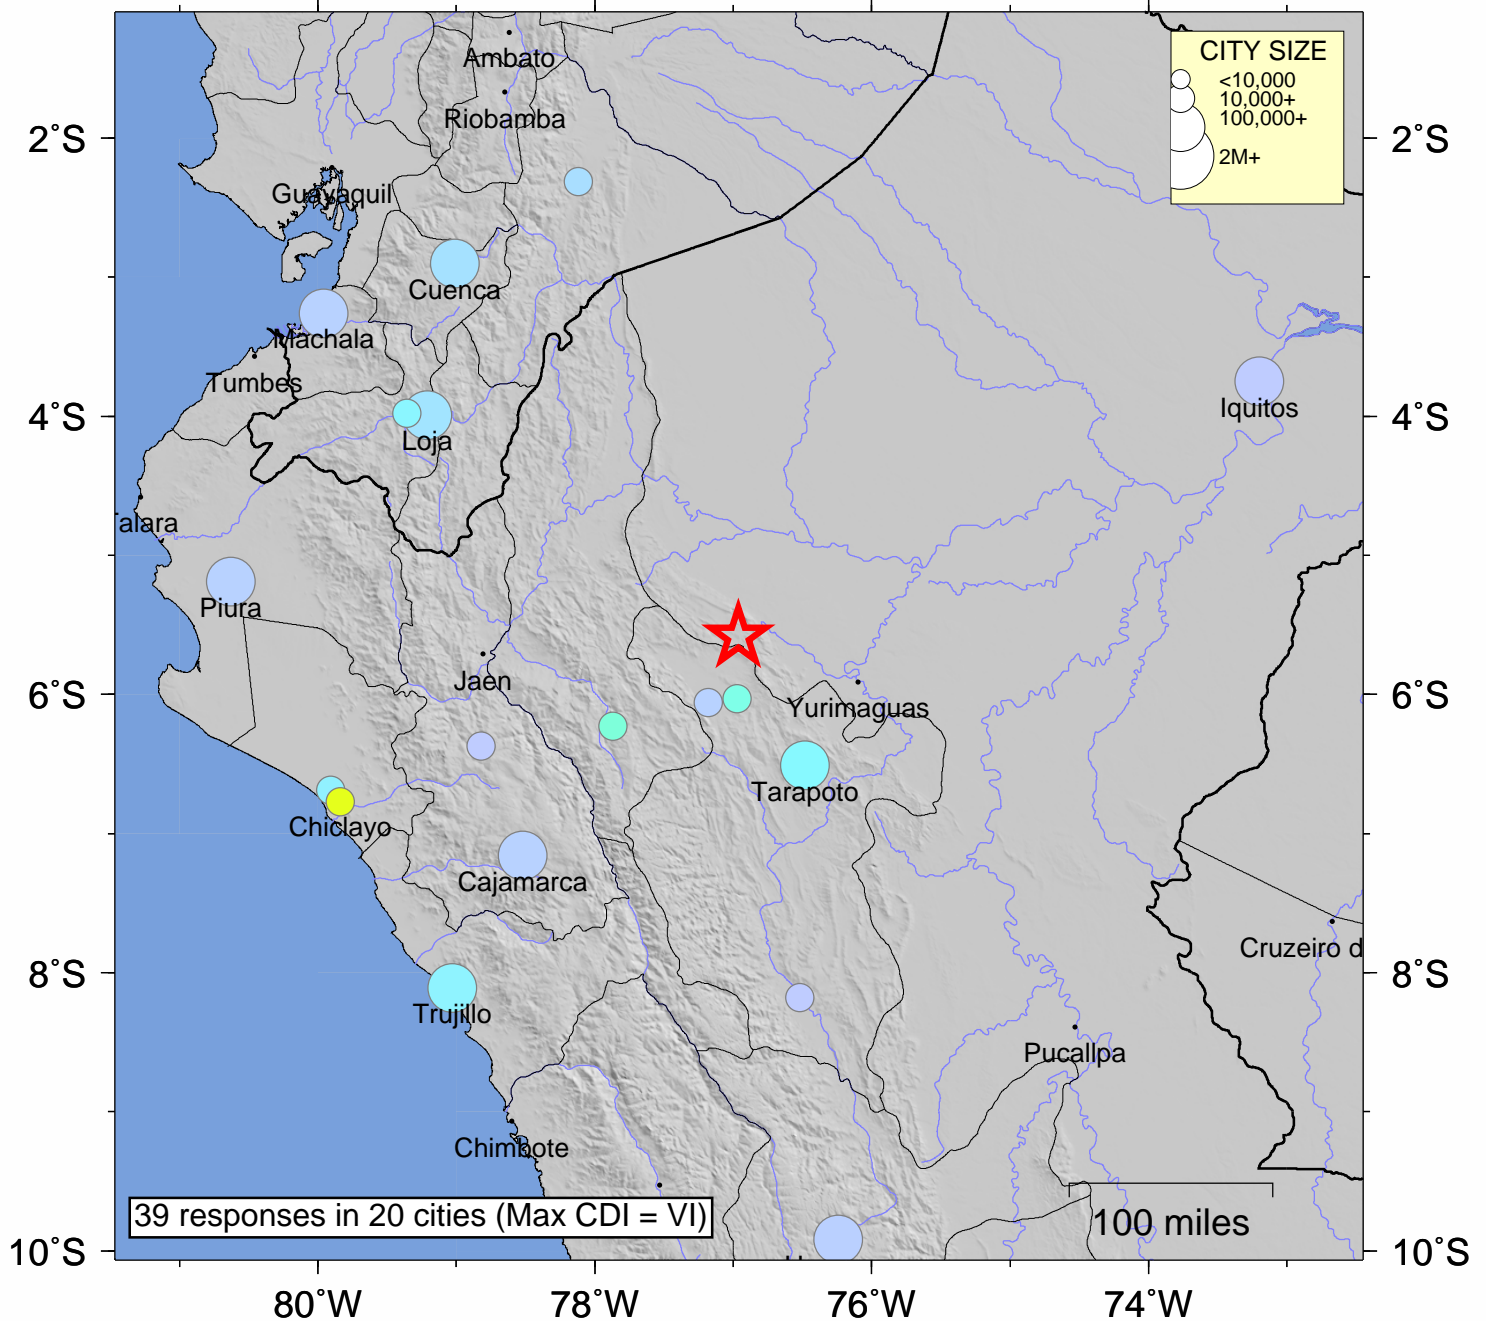 CITY SIZE
<10,000
10,000+
100,000+
2M+
Ambato
Riobamba
2°S
2°S
Guayaquil
Cuenca
Machala
Tumbes
Iquitos
4°S
4°S
Loja
alara
Piura
Jaen
6°S
6°S
Yurimaguas
Tarapoto
Chiclayo
Cajamarca
Cruzeiro d
8°S
8°S
Trujillo
Pucallpa
Chimbote
39 responses in 20 cities (Max CDI = VI)
100 miles
10°S
10°S
80°W
78°W
76°W
74°W